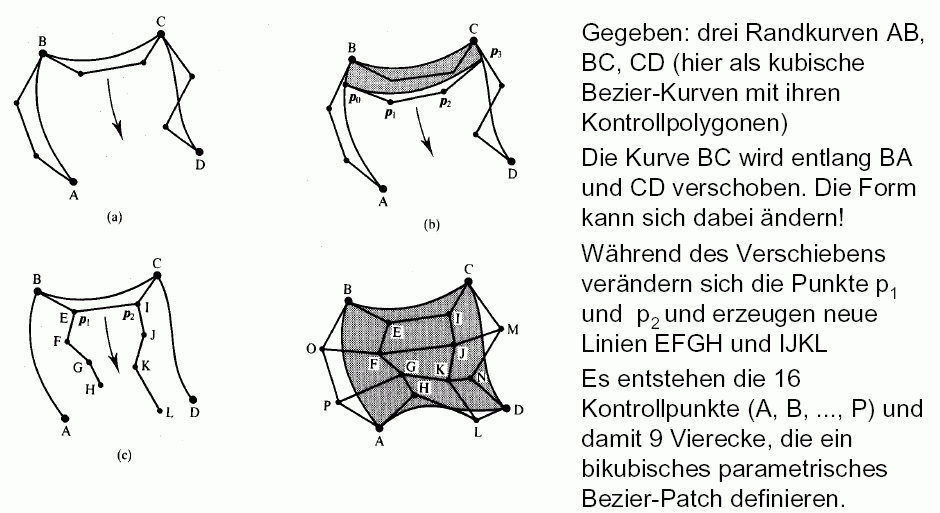 B
C
A
D
(a)
B
C
p3
p0
p1
p2
A
D
(b)
B
C
E
p1
p2
I
F
J
G
K
H
L
A
D
(c)
B
C
E
I
M
O
F
J
G
K
N
H
P
D
A
L
Gegeben: drei Randkurven AB,
BC, CD (hier als kubische
Bezier-Kurven mit ihren
Kontrollpolygonen)
Die Kurve BC wird entlang BA
und CD verschoben. Die Form
kann sich dabei ändern!
Während des Verschiebens
verändern sich die Punkte p1
und p2 und erzeugen neue
Linien EFGH und IJKL
Es entstehen die 16
Kontrollpunkte (A, B, ..., P) und
damit 9 Vierecke, die ein
bikubisches parametrisches
Bezier-Patch definieren.